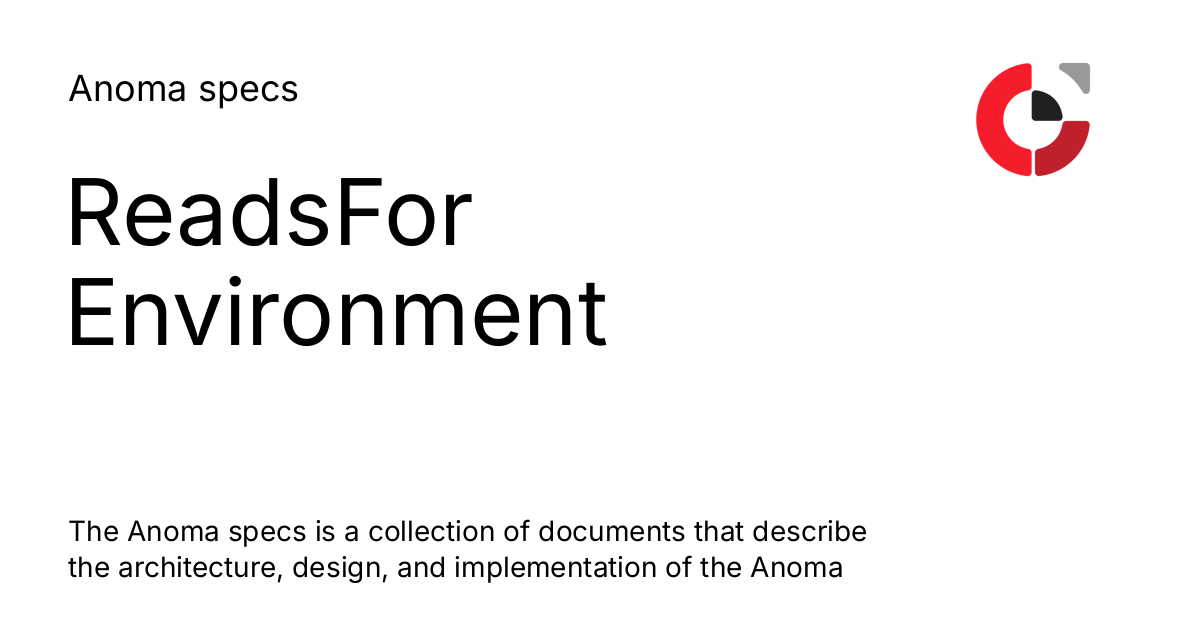 Anoma specs
ReadsFor
Environment
The Anoma specs is a collection of documents that describe
the architecture, design, and implementation of the Anoma